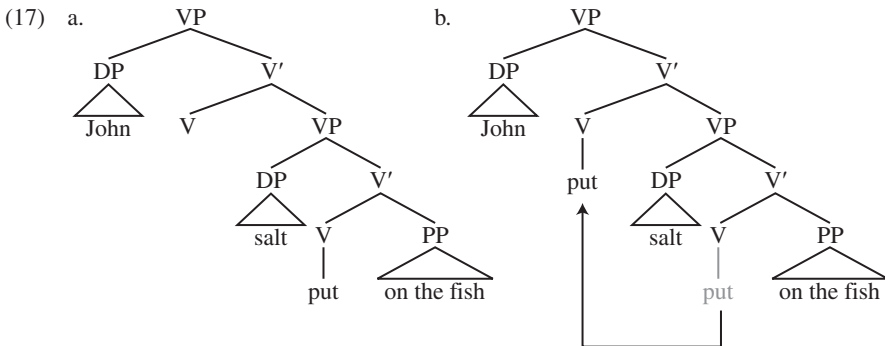 (17) a. VP b. VP
DP V′ DP V′
John V VP John V VP
DP V′ put DP V′
salt V PP salt V PP
put on the fish put on the fish